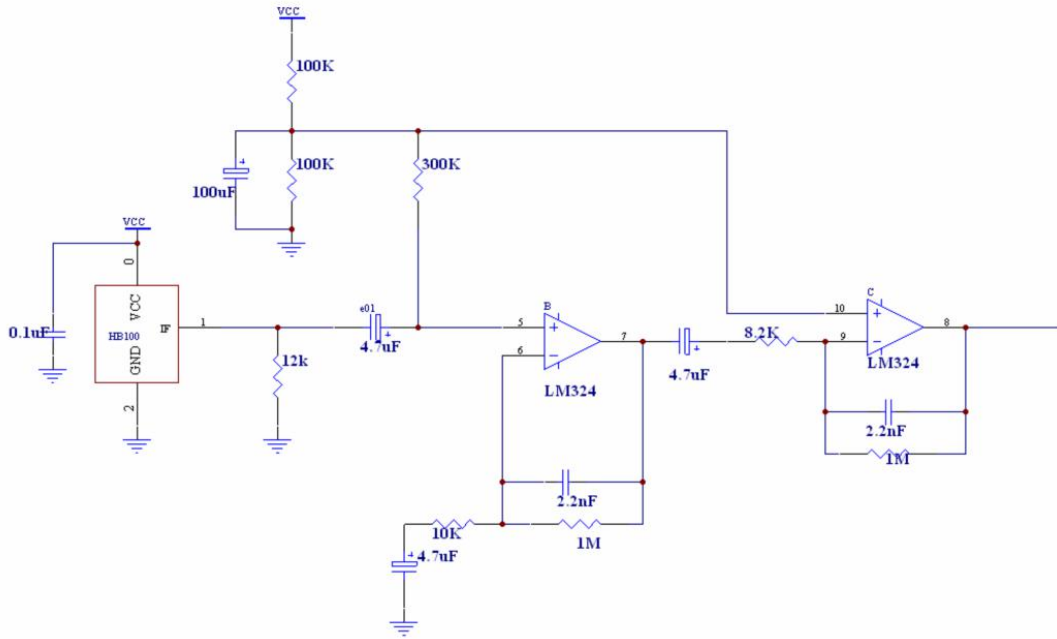 VCC
100K
100K
300K
100uF
VCC
0
VCC
0.1uF
HB100
IF
1
GND
2
12k
e01
4.7uF
5
6
B
7
LM324
4.7uF
8.2K
10
9
C
8
LM324
2.2nF
1M
2.2nF
1M
10K
4.7uF